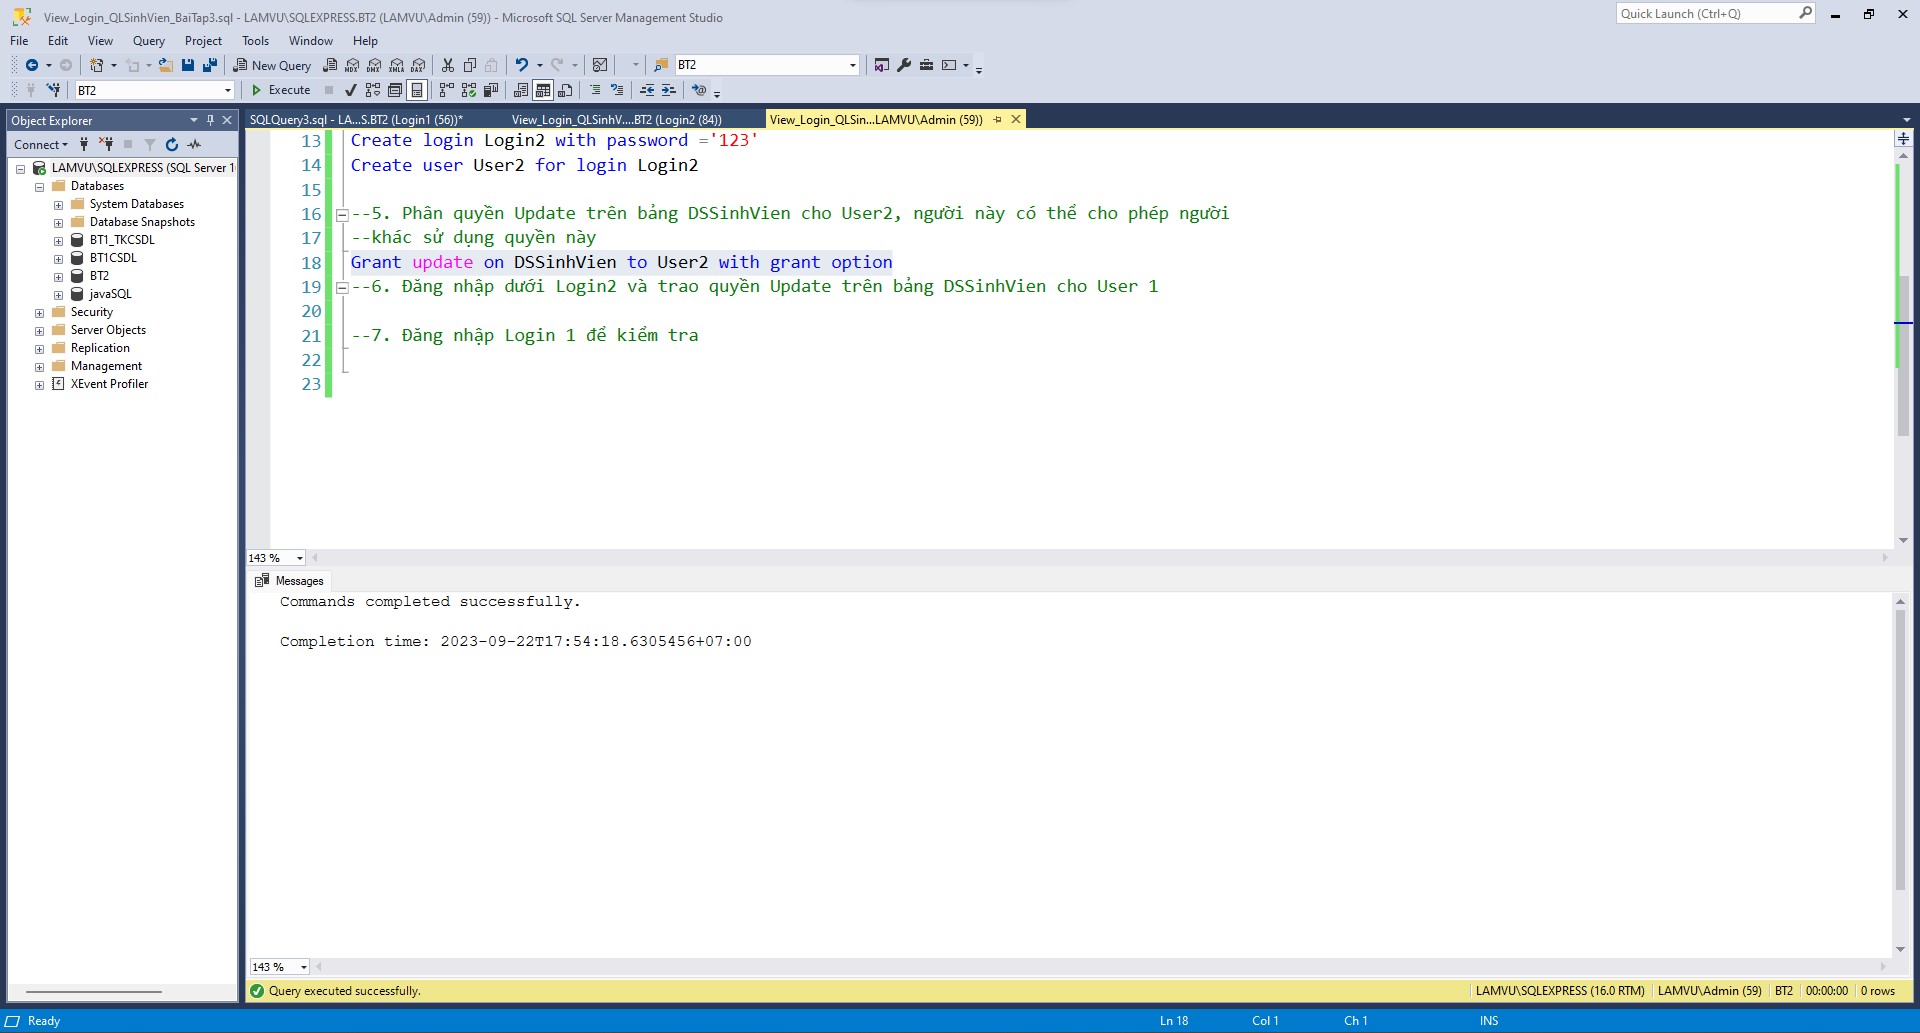 View_Login_QLSinhVien_BaiTap3.sql - LAMVU\SQLEXPRESS.BT2 (LAMVU\Admin (59)) - Microsoft SQL Server Management Studio
Quick Launch (Ctrl+Q)
File Edit View Query Project Tools Window Help
New Query MDX DMX XMLA DAX BT2
BT2 Execute
Object Explorer
SQLQuery3.sql - LA...S.BT2 (Login1 (56))* View_Login_QLSinhV....BT2 (Login2 (84)) View_Login_QLSin...LAMVU\Admin (59))
Connect
LAMVU\SQLEXPRESS (SQL Server 1
Databases
System Databases
Database Snapshots
BT1_TKCSDL
BT1CSDL
BT2
javaSQL
Security
Server Objects
Replication
Management
XEvent Profiler
13 Create login Login2 with password ='123'
14 Create user User2 for login Login2
15
16 --5. Phân quyền Update trên bảng DSSinhVien cho User2, người này có thể cho phép người
17 --khác sử dụng quyền này
18 Grant update on DSSinhVien to User2 with grant option
19 --6. Đăng nhập dưới Login2 và trao quyền Update trên bảng DSSinhVien cho User 1
20
21 --7. Đăng nhập Login 1 để kiểm tra
22
23
143 %
Messages
Commands completed successfully.
Completion time: 2023-09-22T17:54:18.6305456+07:00
143 %
Query executed successfully. LAMVU\SQLEXPRESS (16.0 RTM) LAMVU\Admin (59) BT2 00:00:00 0 rows
Ready Ln 18 Col 1 Ch 1 INS